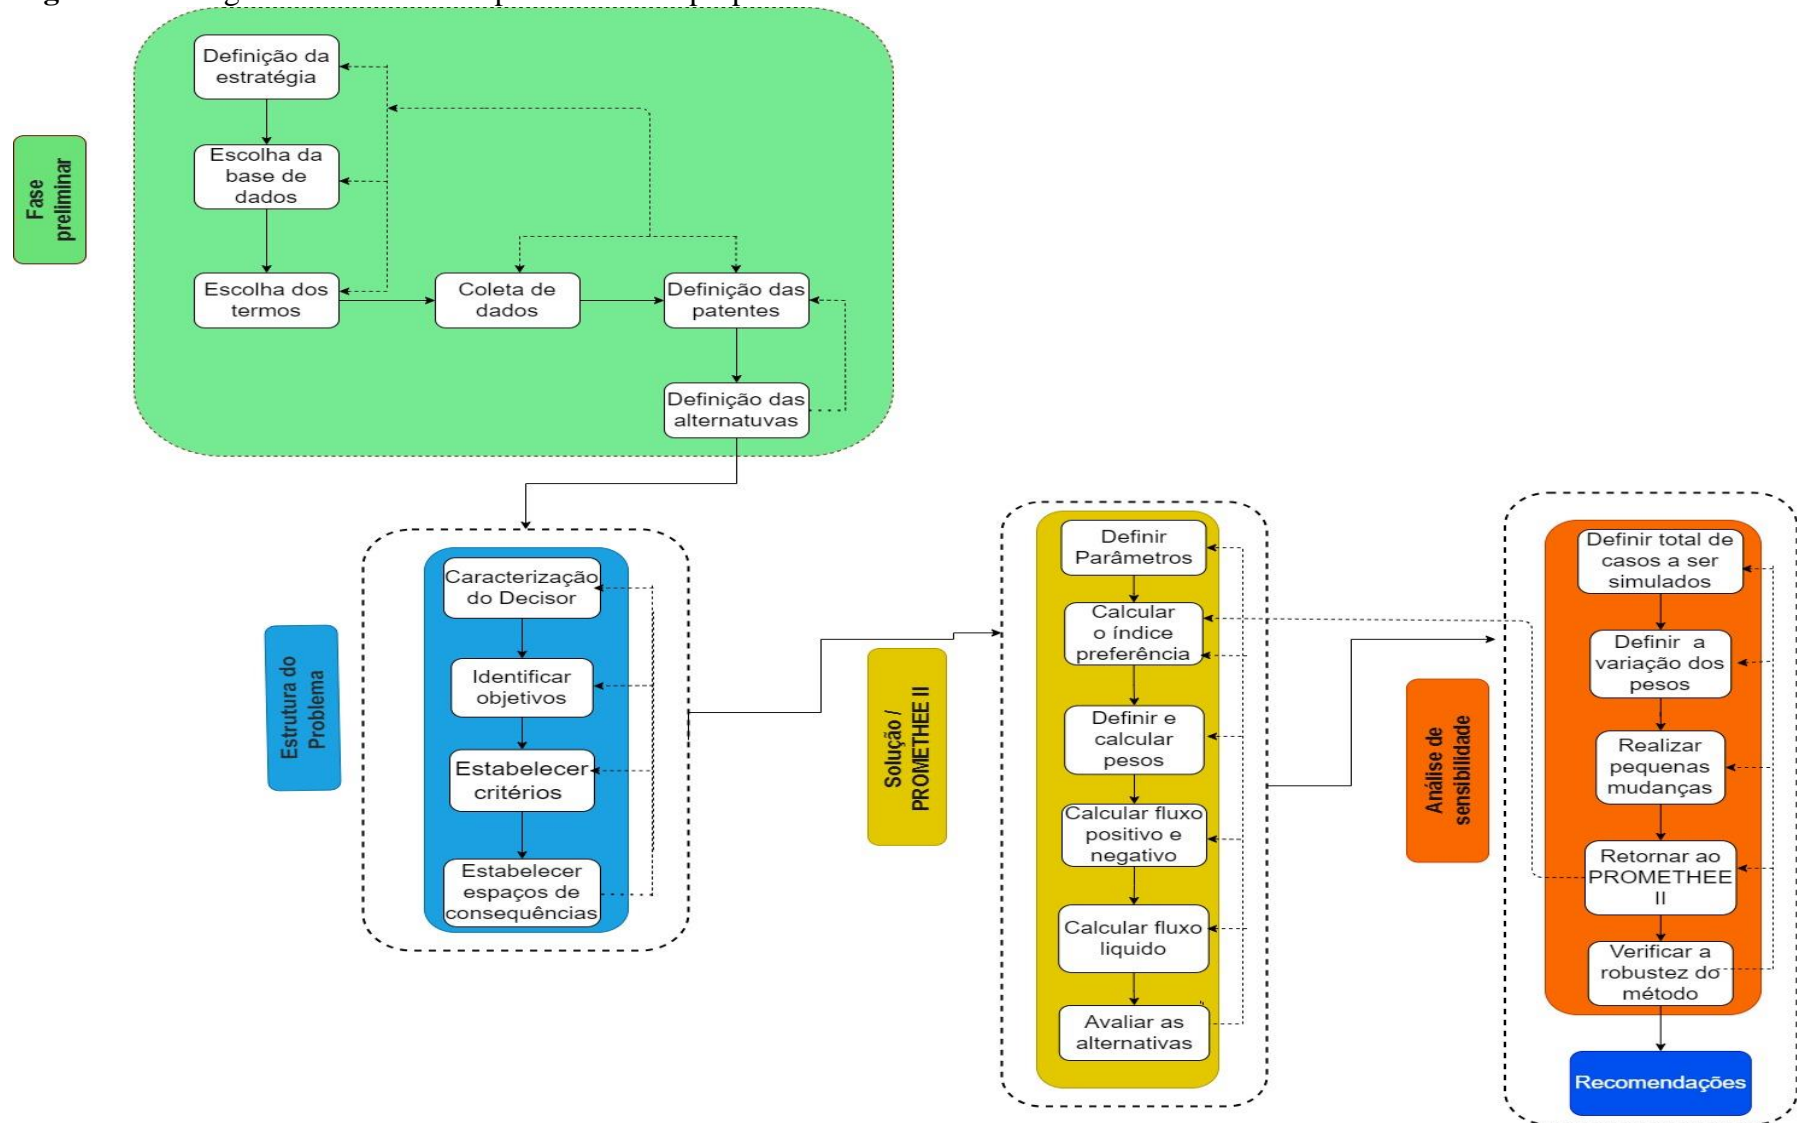 Definição da
estratégia
Escolha da
base de
dados
Fase
preliminar
Escolha dos
termos
Coleta de
dados
Definição das
patentes
Definição das
alternatuvas
Caracterização
do Decisor
Identificar
objetivos
Estabelecer
critérios
Estabelecer
espaços de
consequências
Estrutura do
Problema
Solução /
PROMETHEE II
Definir
Parâmetros
Calcular
o índice
preferência
Definir e
calcular
pesos
Calcular fluxo
positivo e
negativo
Calcular fluxo
liquido
Avaliar as
alternativas
Análise de
sensibilidade
Definir total de
casos a ser
simulados
Definir a
variação dos
pesos
Realizar
pequenas
mudanças
Retornar ao
PROMETHEE
II
Verificar a
robustez do
método
Recomendações